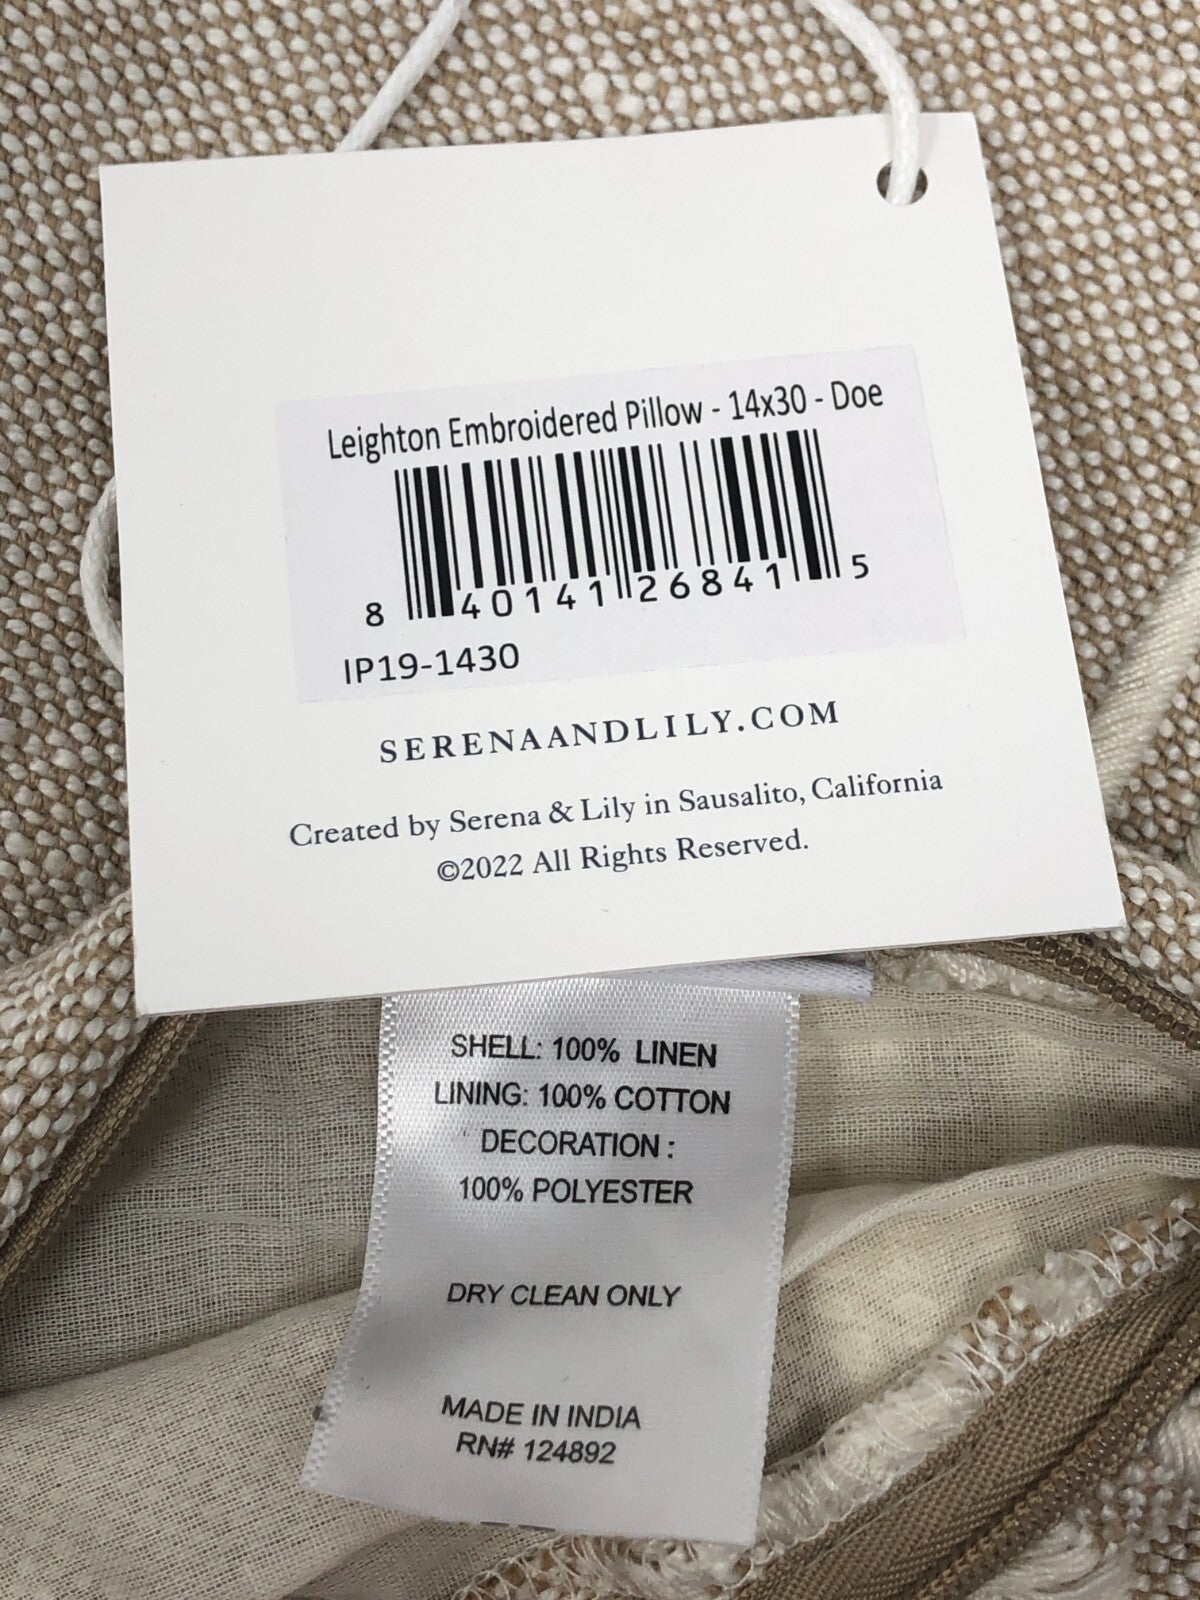 Leighton Embroidered Pillow - 14x30 - Doe
8 40141 26841 5
IP19-1430
SERENAANDLILY.COM
Created by Serena & Lily in Sausalito, California
©2022 All Rights Reserved.
SHELL: 100% LINEN
LINING: 100% COTTON
DECORATION :
100% POLYESTER
DRY CLEAN ONLY
MADE IN INDIA
RN# 124892